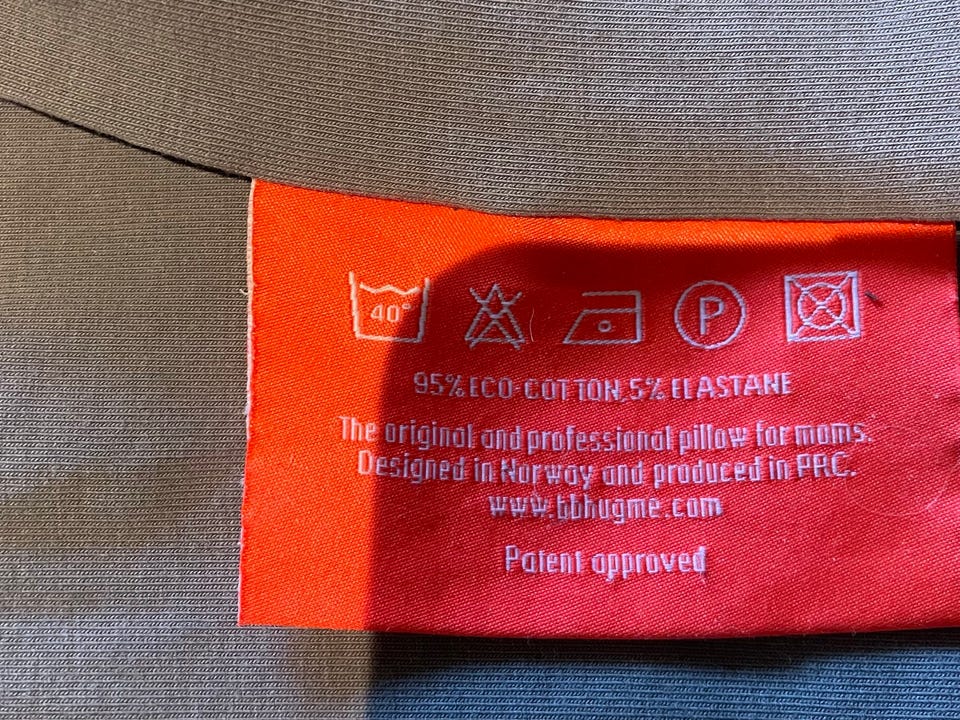 40°
P
95% ECO-COTTON, 5% ELASTANE
The original and professional pillow for moms.
Designed in Norway and produced in PRC.
www.bbhugme.com
Patent approved